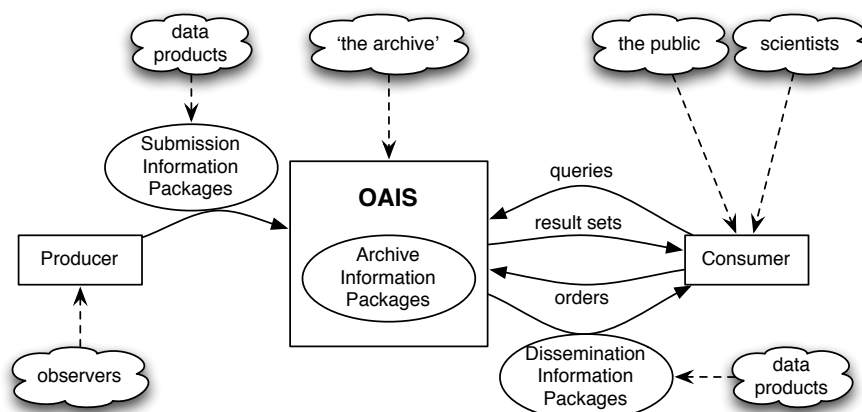 data
products
'the archive'
the public
scientists
Submission
Information
Packages
OAIS
queries
result sets
Producer
Archive
Information
Packages
Consumer
orders
observers
Dissemination
Information
Packages
data
products